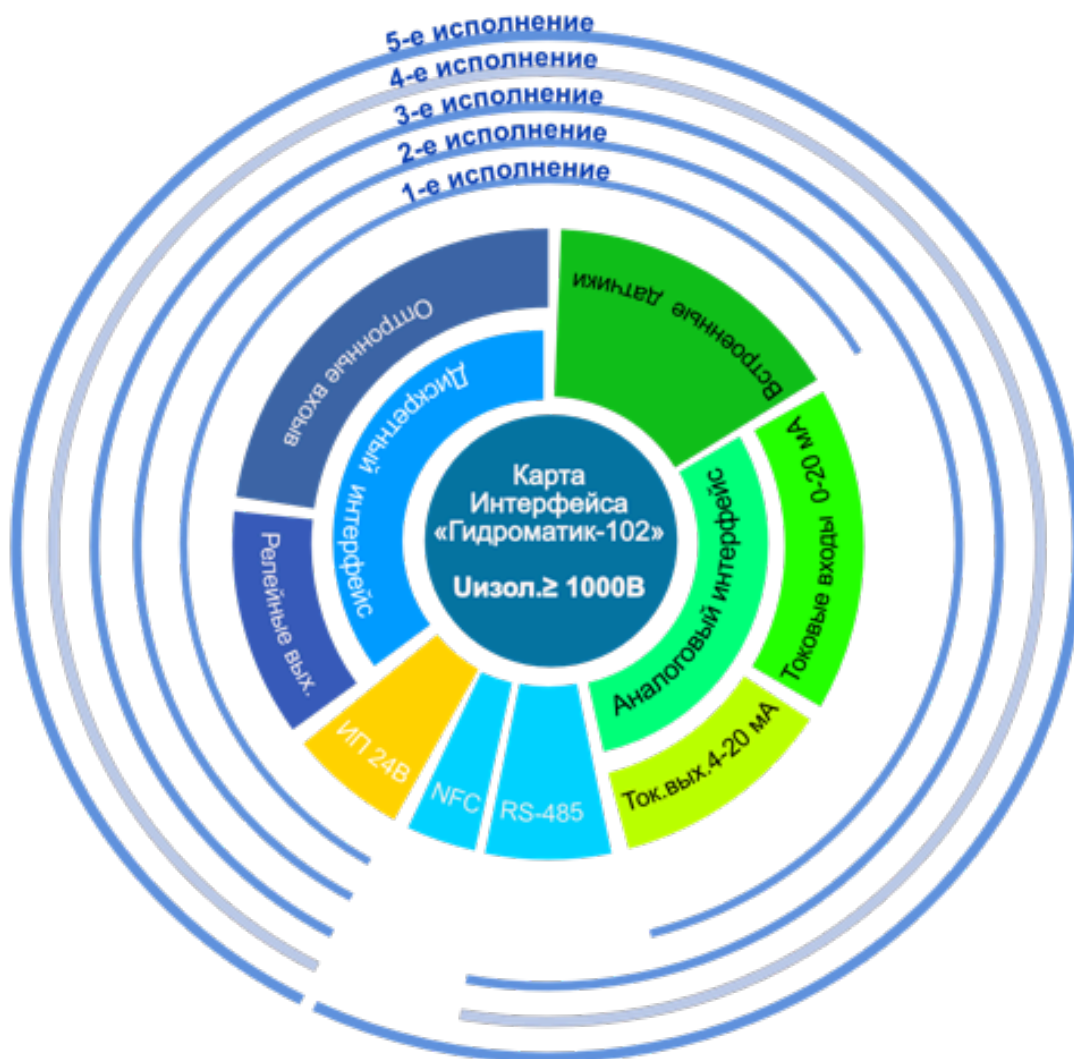 5-е исполнение
4-е исполнение
3-е исполнение
2-е исполнение
1-е исполнение
Встроенные датчики
Оптронные вхоыв
Дискретный интерфейс
Токовые входы 0-20 мА
Карта
Интерфейса
«Гидроматик-102»
Uизол.≥ 1000В
Аналоговый интерфейс
Релейные вых.
ИП 24В
NFC
RS-485
Ток.вых.4-20 мА